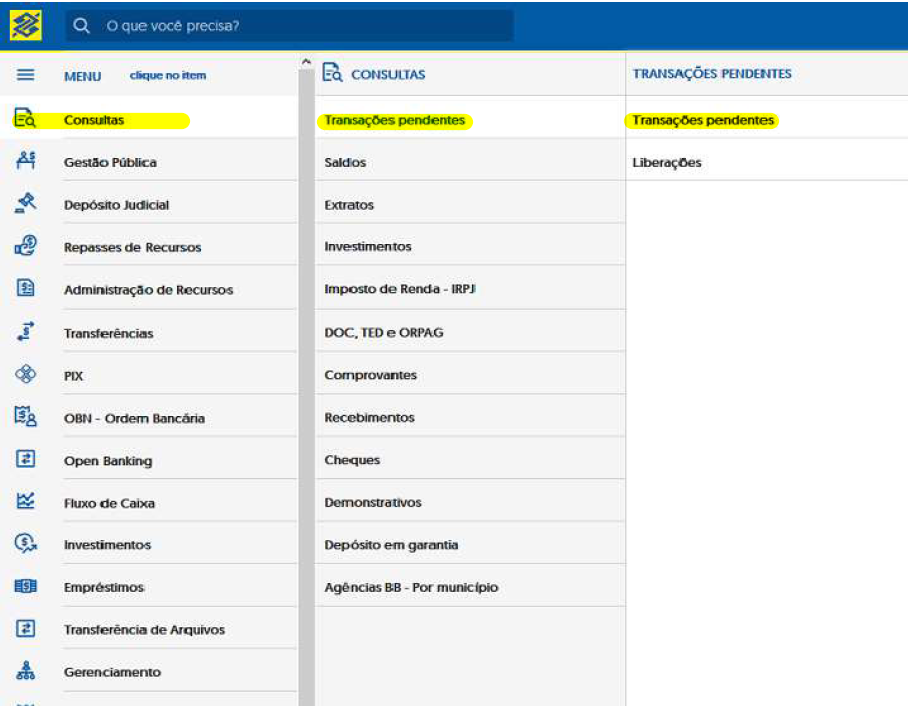 O que você precisa?
MENU clique no item
Consultas
Gestão Pública
Depósito Judicial
Repasses de Recursos
Administração de Recursos
Transferências
PIX
OBN - Ordem Bancária
Open Banking
Fluxo de Caixa
Investimentos
Empréstimos
Transferência de Arquivos
Gerenciamento
CONSULTAS
Transações pendentes
Saldos
Extratos
Investimentos
Imposto de Renda - IRPJ
DOC, TED e ORPAG
Comprovantes
Recebimentos
Cheques
Demonstrativos
Depósito em garantia
Agências BB - Por município
TRANSAÇÕES PENDENTES
Transações pendentes
Liberações